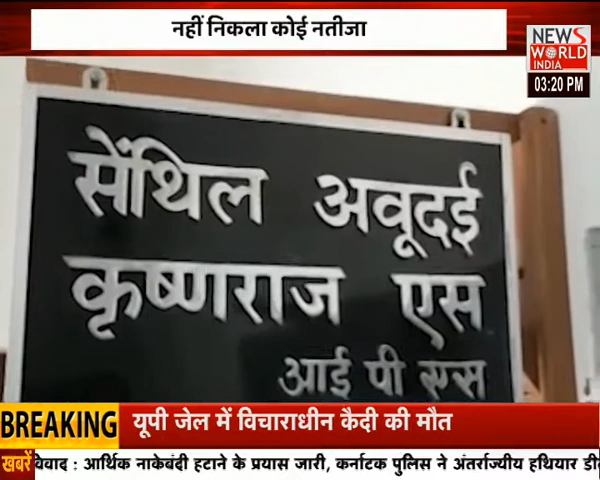 नहीं निकला कोई नतीजा
NEWS
WORLD
INDIA
03:20 PM
सेंथिल अवूदई
कृष्णराज एस
आई पी एस
BREAKING यूपी जेल में विचाराधीन कैदी की मौत
खबरें विवाद : आर्थिक नाकेबंदी हटाने के प्रयास जारी, कर्नाटक पुलिस ने अंतर्राज्यीय हथियार